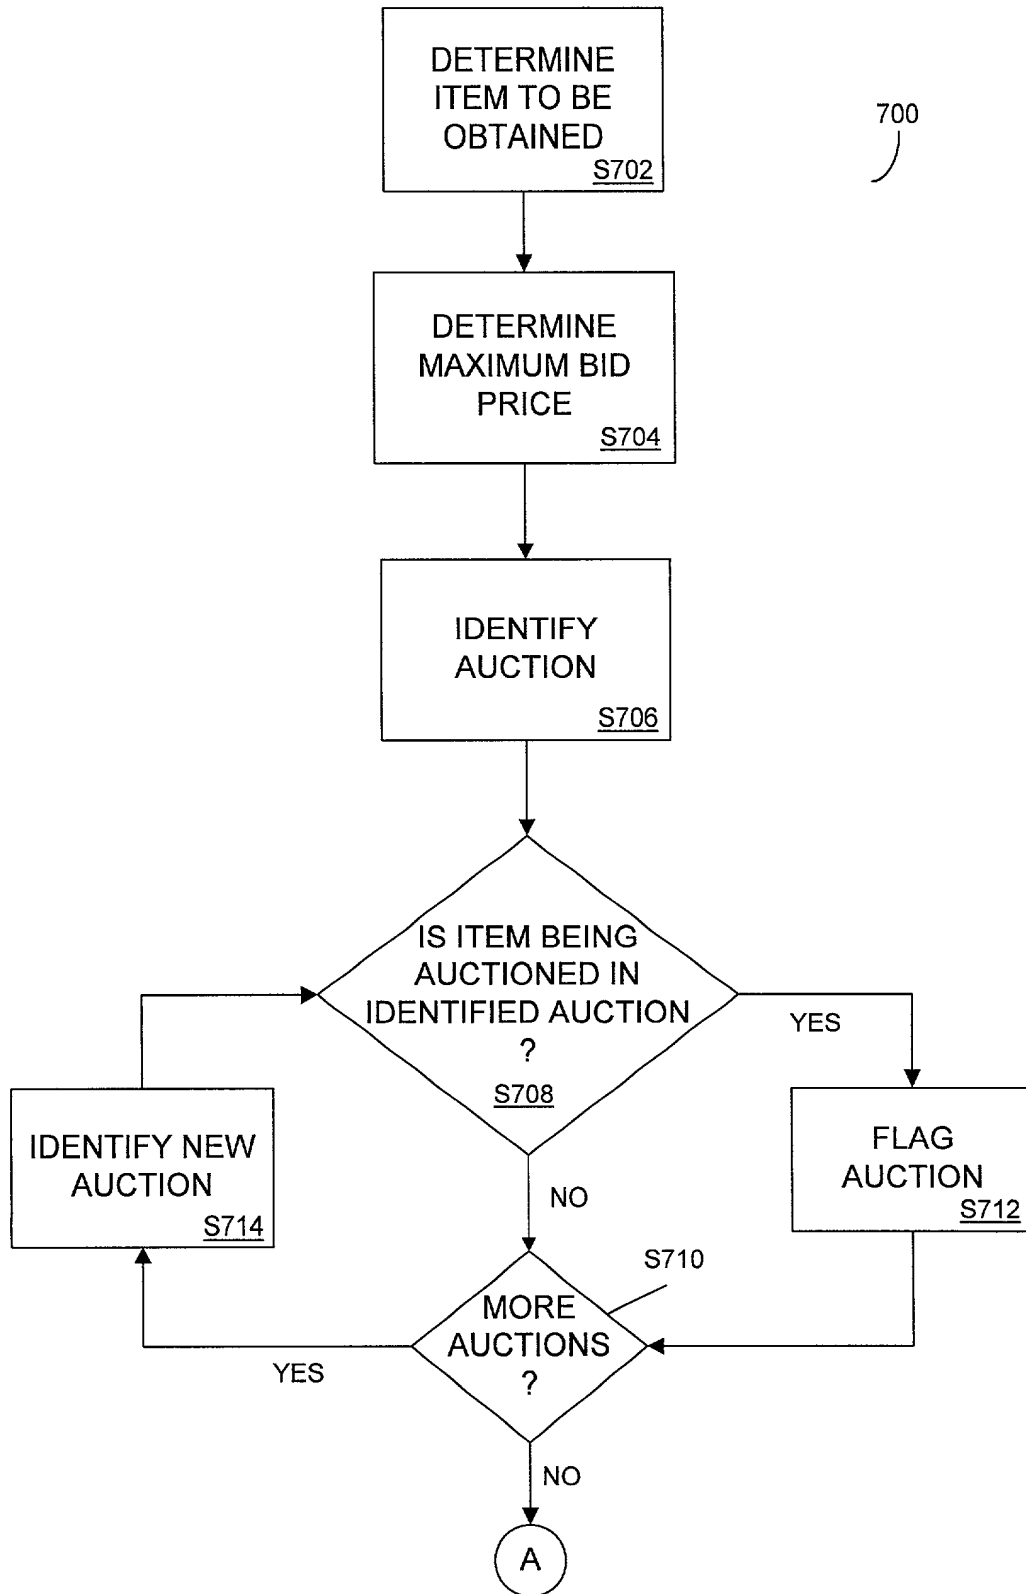 DETERMINE
ITEM TO BE
OBTAINED
S702
700
DETERMINE
MAXIMUM BID
PRICE
S704
IDENTIFY
AUCTION
S706
IS ITEM BEING
AUCTIONED IN
IDENTIFIED AUCTION
?
S708
YES
IDENTIFY NEW
AUCTION
S714
FLAG
AUCTION
S712
NO
S710
MORE
AUCTIONS
?
YES
NO
A